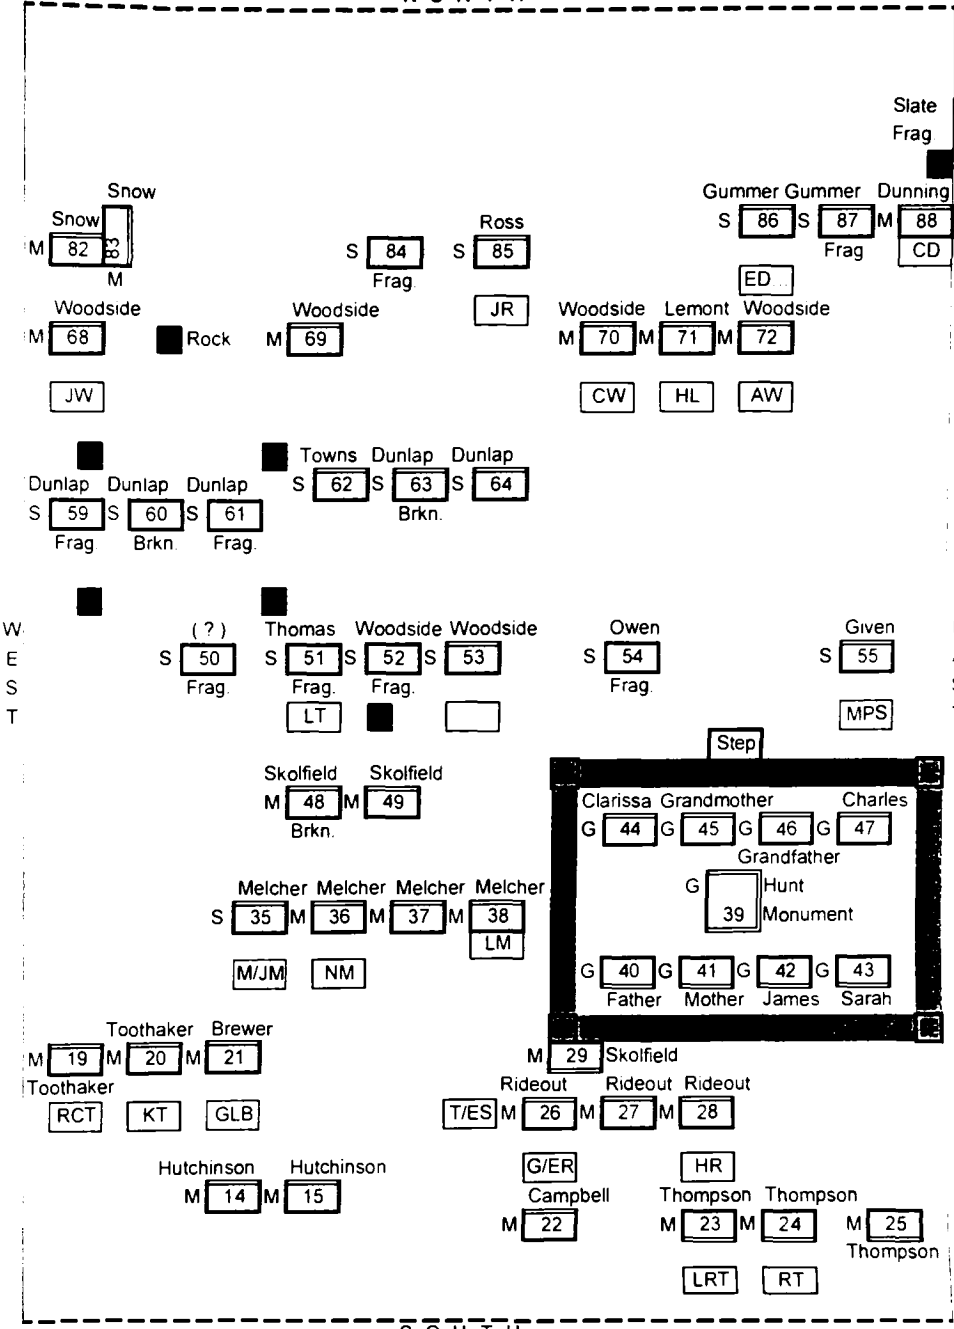 Slate
Frag.
Snow
Gummer Gummer Dunning
Snow Ross S 86 S 87 M 88
M 82 83 S 84 S 85 Frag CD
M Frag. ED...
Woodside Woodside JR Woodside Lemont Woodside
M 68 Rock M 69 M 70 M 71 M 72
JW CW HL AW
Towns Dunlap Dunlap
Dunlap Dunlap Dunlap S 62 S 63 S 64
S 59 S 60 S 61 Brkn.
Frag. Brkn. Frag.
(?) Thomas Woodside Woodside Owen Given
S 50 S 51 S 52 S 53 S 54 S 55
Frag. Frag. Frag. Frag.
LT MPS
WEST
Step
Skolfield Skolfield
M 48 M 49
Brkn.
Clarissa Grandmother Charles
G 44 G 45 G 46 G 47
Grandfather
G Hunt
39 Monument
Melcher Melcher Melcher Melcher
S 35 M 36 M 37 M 38
M/JM NM LM
G 40 G 41 G 42 G 43
Father Mother James Sarah
Toothaker Brewer
M 19 M 20 M 21
Toothaker
RCT KT GLB
M 29 Skolfield
Rideout Rideout Rideout
T/ES M 26 M 27 M 28
G/ER HR
Hutchinson Hutchinson
M 14 M 15
Campbell Thompson Thompson
M 22 M 23 M 24 M 25
Thompson
LRT RT
SOUTH